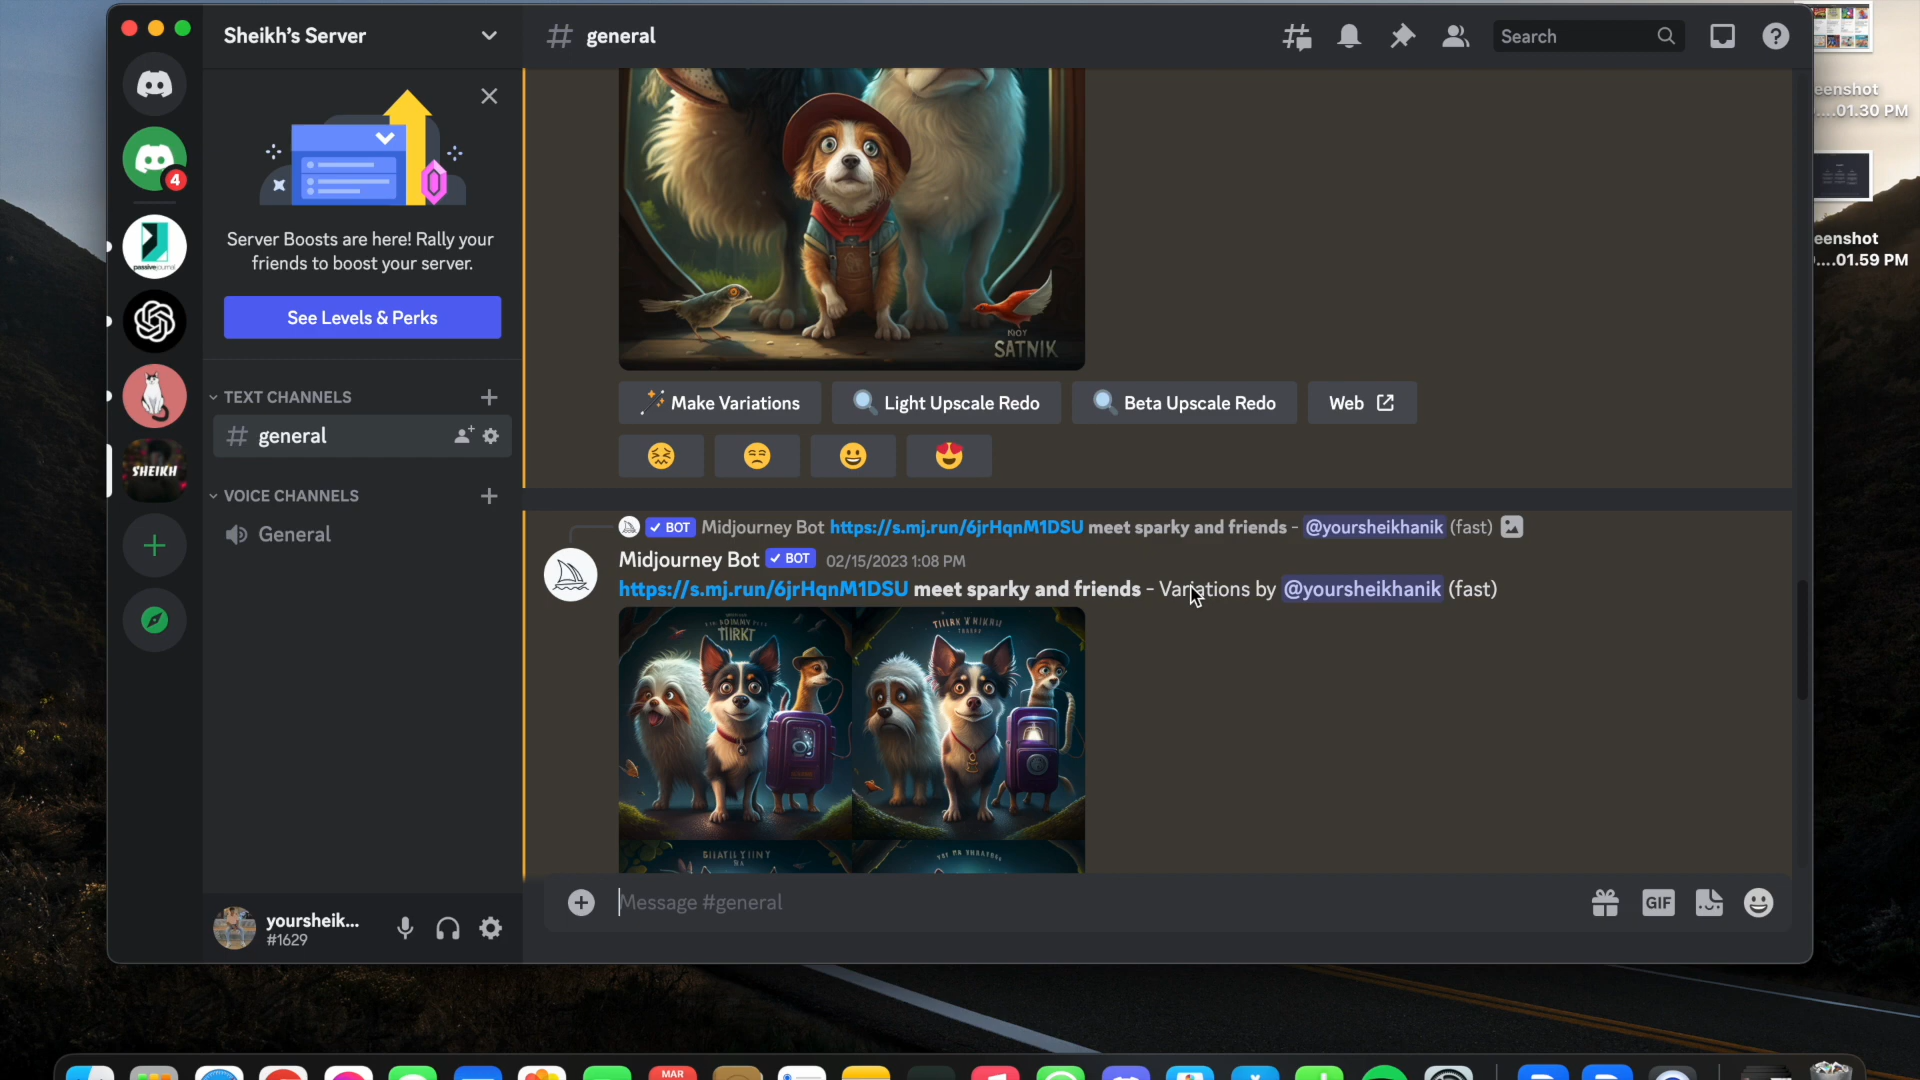 Sheikh's Server
general
Search
Server Boosts are here! Rally your
friends to boost your server.
See Levels & Perks
TEXT CHANNELS
general
VOICE CHANNELS
General
4
passivejournal
SHEIKH
SATNIK
Make Variations
Light Upscale Redo
Beta Upscale Redo
Web
BOT Midjourney Bot https://s.mj.run/6jrHqnM1DSU meet sparky and friends - @yoursheikhanik (fast)
Midjourney Bot BOT 02/15/2023 1:08 PM
https://s.mj.run/6jrHqnM1DSU meet sparky and friends - Variations by @yoursheikhanik (fast)
Message #general
GIF
yoursheik...
#1629
eenshot
....01.30 PM
eenshot
....01.59 PM
MAR